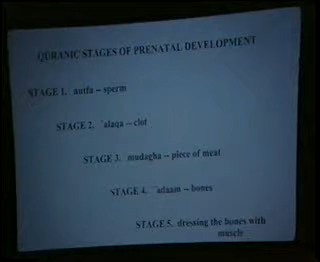 QURANIC STAGES OF PRENATAL DEVELOPMENT
STAGE 1. nutfa – sperm
STAGE 2. `alaqa – clot
STAGE 3. mudagha – piece of meat
STAGE 4. `adaam – bones
STAGE 5. dressing the bones with
muscle